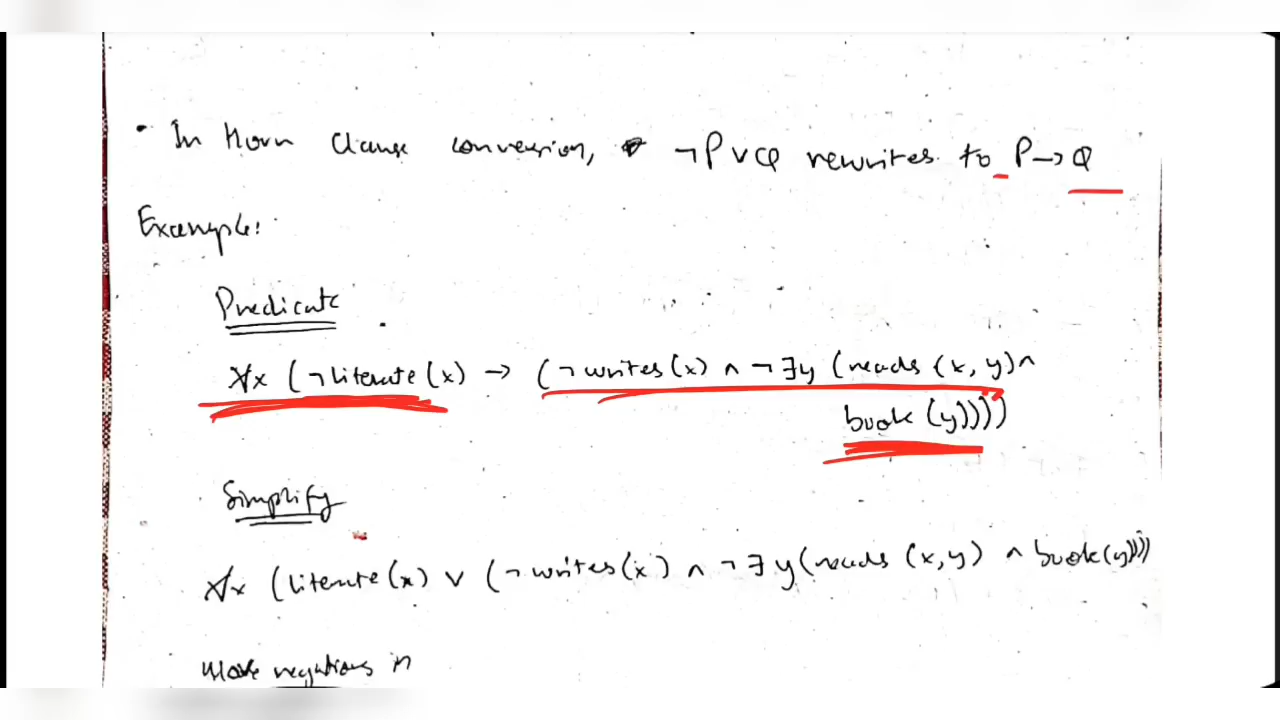 • In Horn Clause conversion, ¬P∨Q rewrites to P→Q
Example:
Predicate
∀x (¬literate(x) → (¬writes(x) ∧ ¬∃y (reads (x, y) ∧
book (y))))
Simplify
∀x (literate(x) ∨ (¬writes(x) ∧ ¬∃y(reads (x,y) ∧ book(y))))
Move negations in